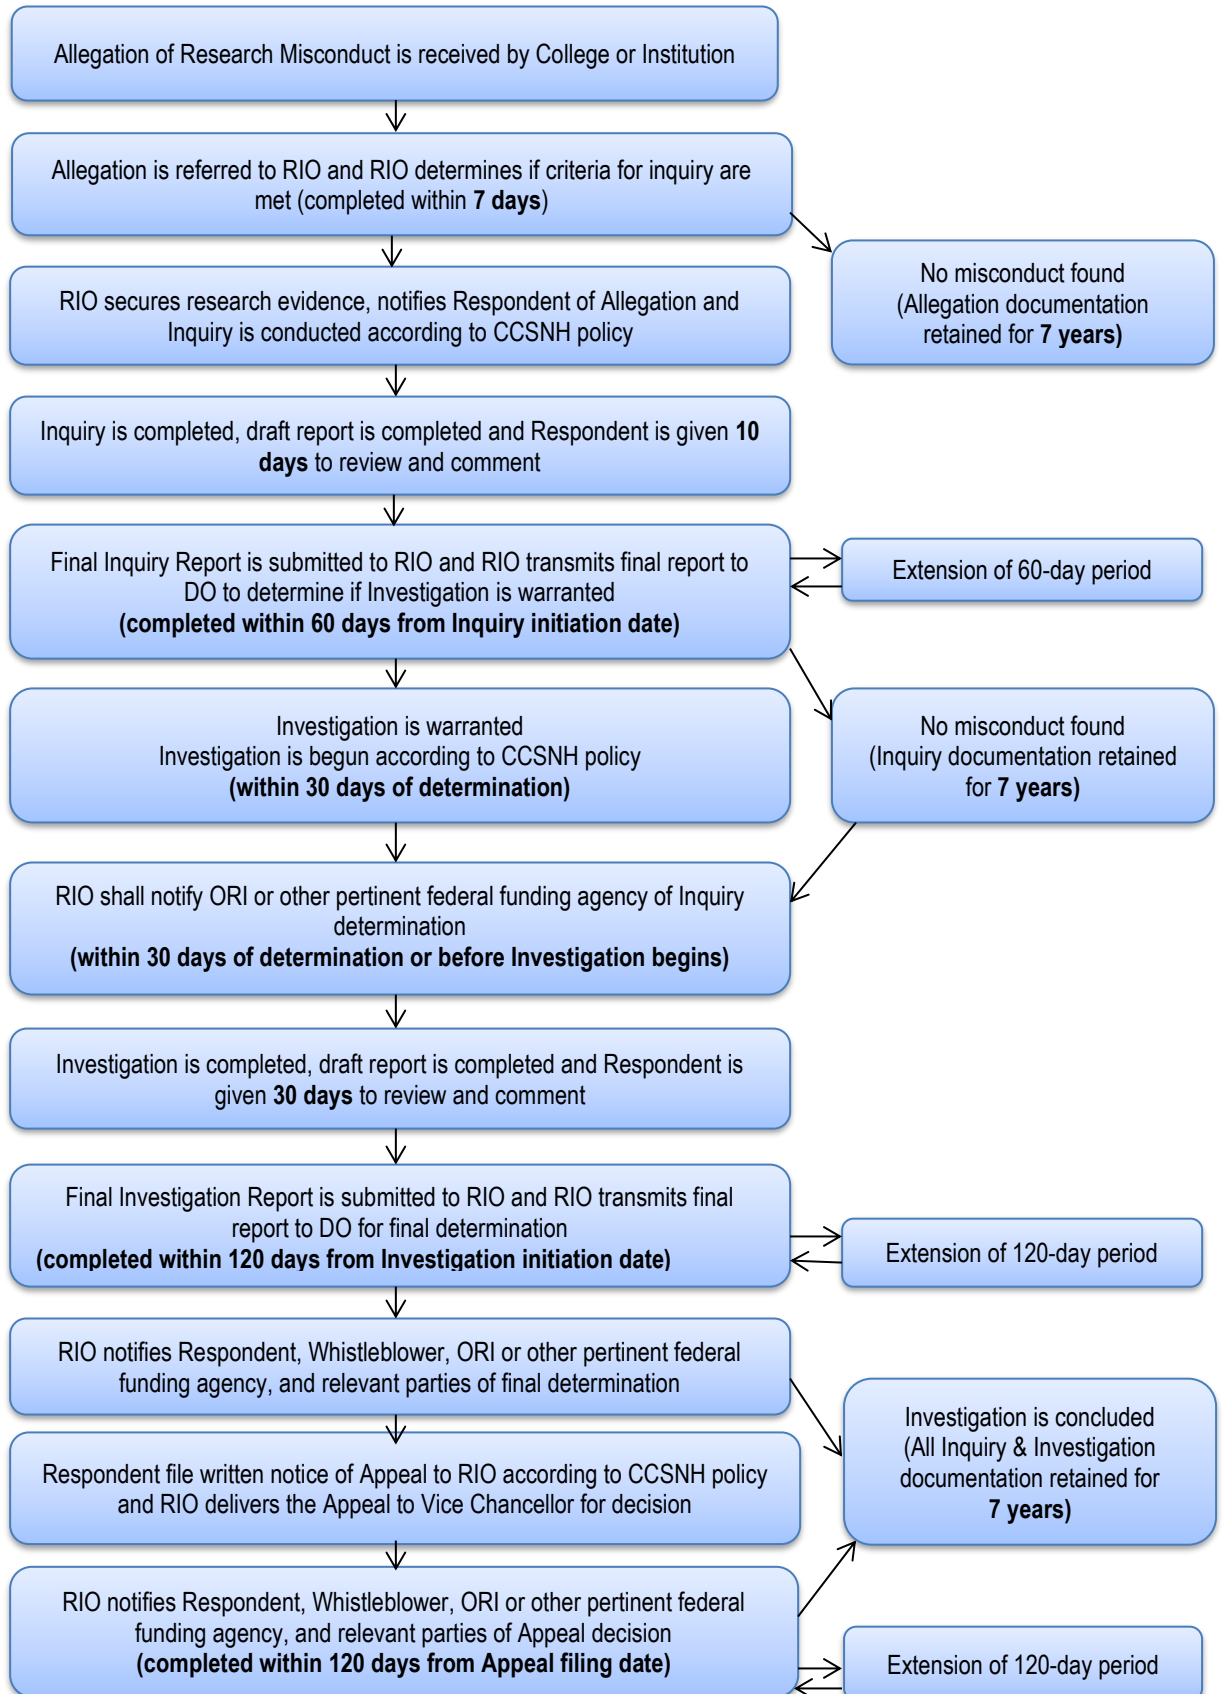 Allegation of Research Misconduct is received by College or Institution
Allegation is referred to RIO and RIO determines if criteria for inquiry are
met (completed within 7 days)
No misconduct found
(Allegation documentation
retained for 7 years)
RIO secures research evidence, notifies Respondent of Allegation and
Inquiry is conducted according to CCSNH policy
Inquiry is completed, draft report is completed and Respondent is given 10
days to review and comment
Final Inquiry Report is submitted to RIO and RIO transmits final report to
DO to determine if Investigation is warranted
(completed within 60 days from Inquiry initiation date)
Extension of 60-day period
Investigation is warranted
Investigation is begun according to CCSNH policy
(within 30 days of determination)
No misconduct found
(Inquiry documentation retained
for 7 years)
RIO shall notify ORI or other pertinent federal funding agency of Inquiry
determination
(within 30 days of determination or before Investigation begins)
Investigation is completed, draft report is completed and Respondent is
given 30 days to review and comment
Final Investigation Report is submitted to RIO and RIO transmits final
report to DO for final determination
(completed within 120 days from Investigation initiation date)
Extension of 120-day period
RIO notifies Respondent, Whistleblower, ORI or other pertinent federal
funding agency, and relevant parties of final determination
Investigation is concluded
(All Inquiry & Investigation
documentation retained for
7 years)
Respondent file written notice of Appeal to RIO according to CCSNH policy
and RIO delivers the Appeal to Vice Chancellor for decision
RIO notifies Respondent, Whistleblower, ORI or other pertinent federal
funding agency, and relevant parties of Appeal decision
(completed within 120 days from Appeal filing date)
Extension of 120-day period